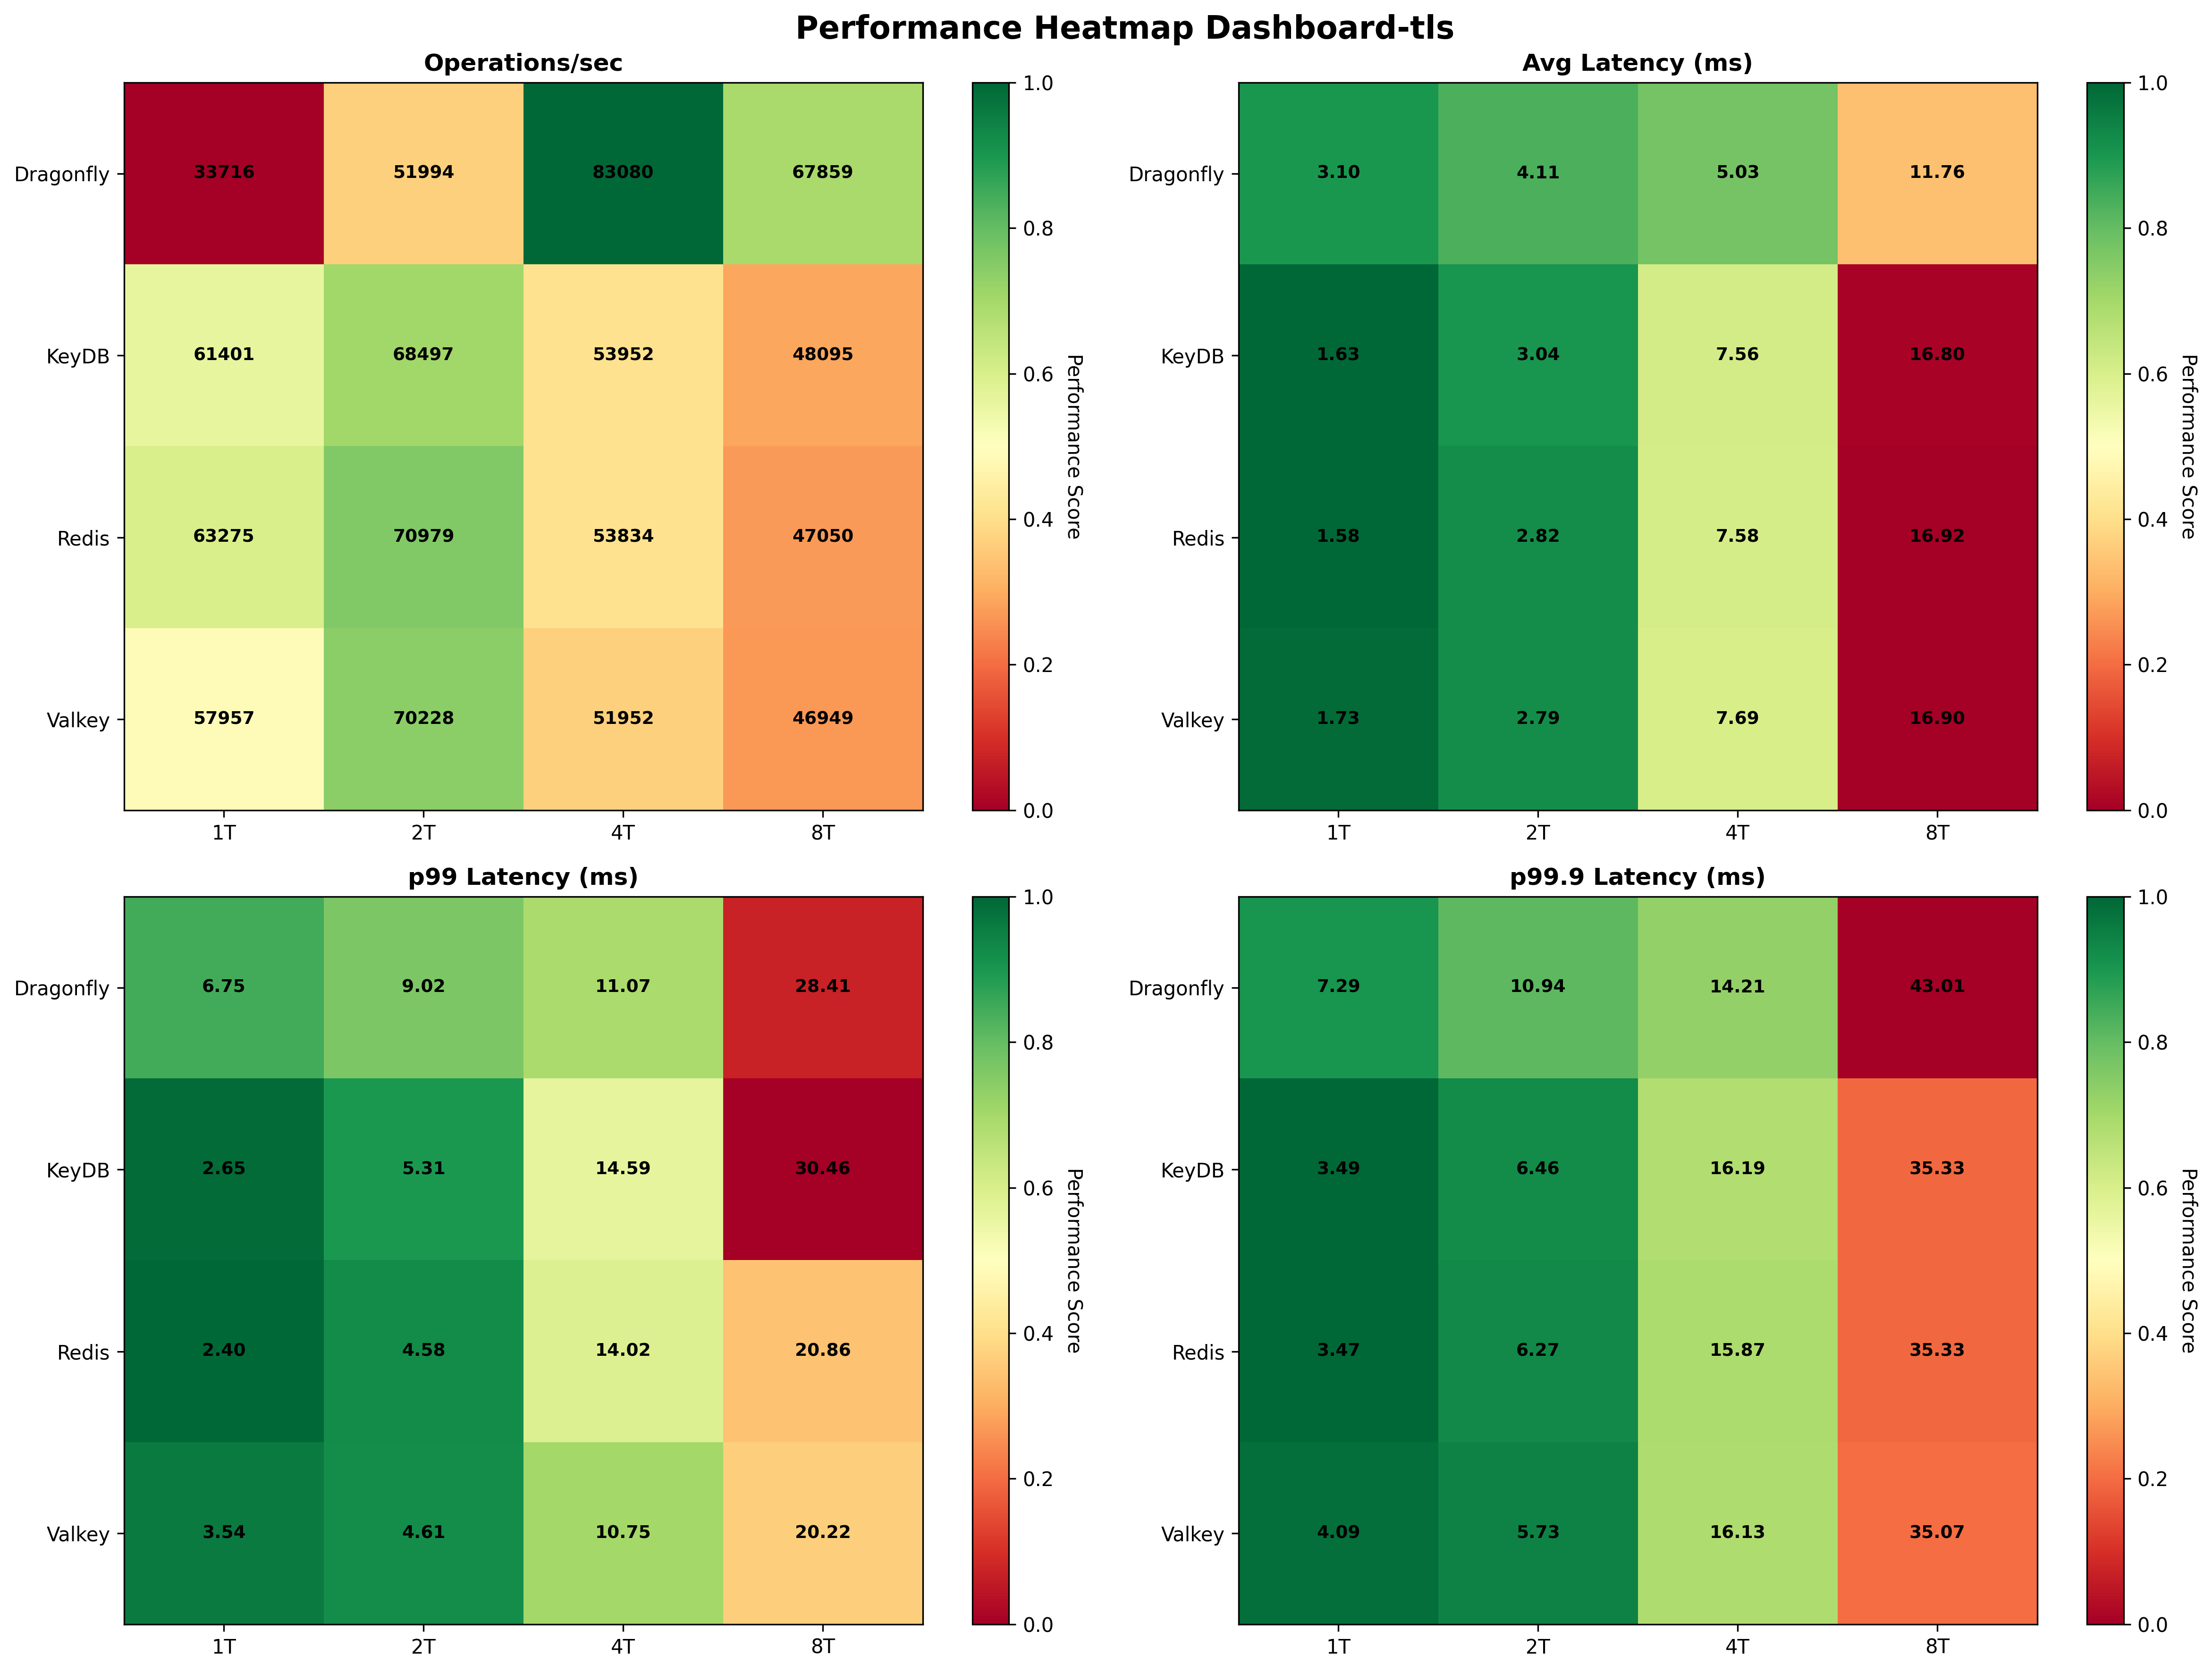 Performance Heatmap Dashboard-tls
Operations/sec
Dragonfly 33716 51994 83080 67859
KeyDB 61401 68497 53952 48095
Redis 63275 70979 53834 47050
Valkey 57957 70228 51952 46949
1T 2T 4T 8T
1.0
0.8
0.6
0.4
0.2
0.0
Performance Score
Avg Latency (ms)
Dragonfly 3.10 4.11 5.03 11.76
KeyDB 1.63 3.04 7.56 16.80
Redis 1.58 2.82 7.58 16.92
Valkey 1.73 2.79 7.69 16.90
1T 2T 4T 8T
1.0
0.8
0.6
0.4
0.2
0.0
Performance Score
p99 Latency (ms)
Dragonfly 6.75 9.02 11.07 28.41
KeyDB 2.65 5.31 14.59 30.46
Redis 2.40 4.58 14.02 20.86
Valkey 3.54 4.61 10.75 20.22
1T 2T 4T 8T
1.0
0.8
0.6
0.4
0.2
0.0
Performance Score
p99.9 Latency (ms)
Dragonfly 7.29 10.94 14.21 43.01
KeyDB 3.49 6.46 16.19 35.33
Redis 3.47 6.27 15.87 35.33
Valkey 4.09 5.73 16.13 35.07
1T 2T 4T 8T
1.0
0.8
0.6
0.4
0.2
0.0
Performance Score